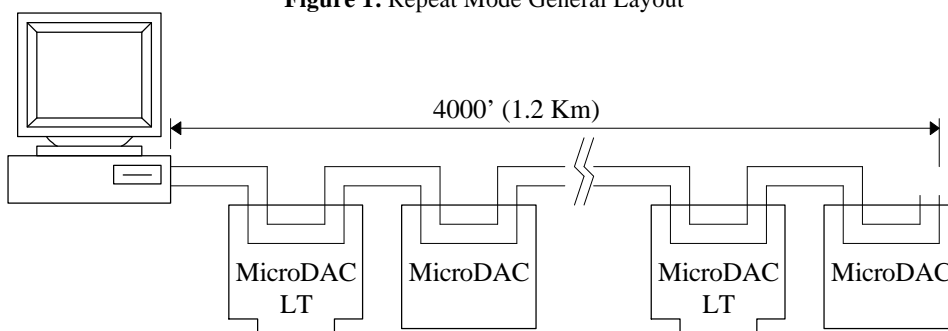 Figure 1. Repeat Mode General Layout
4000’ (1.2 Km)
MicroDAC
LT
MicroDAC
MicroDAC
LT
MicroDAC